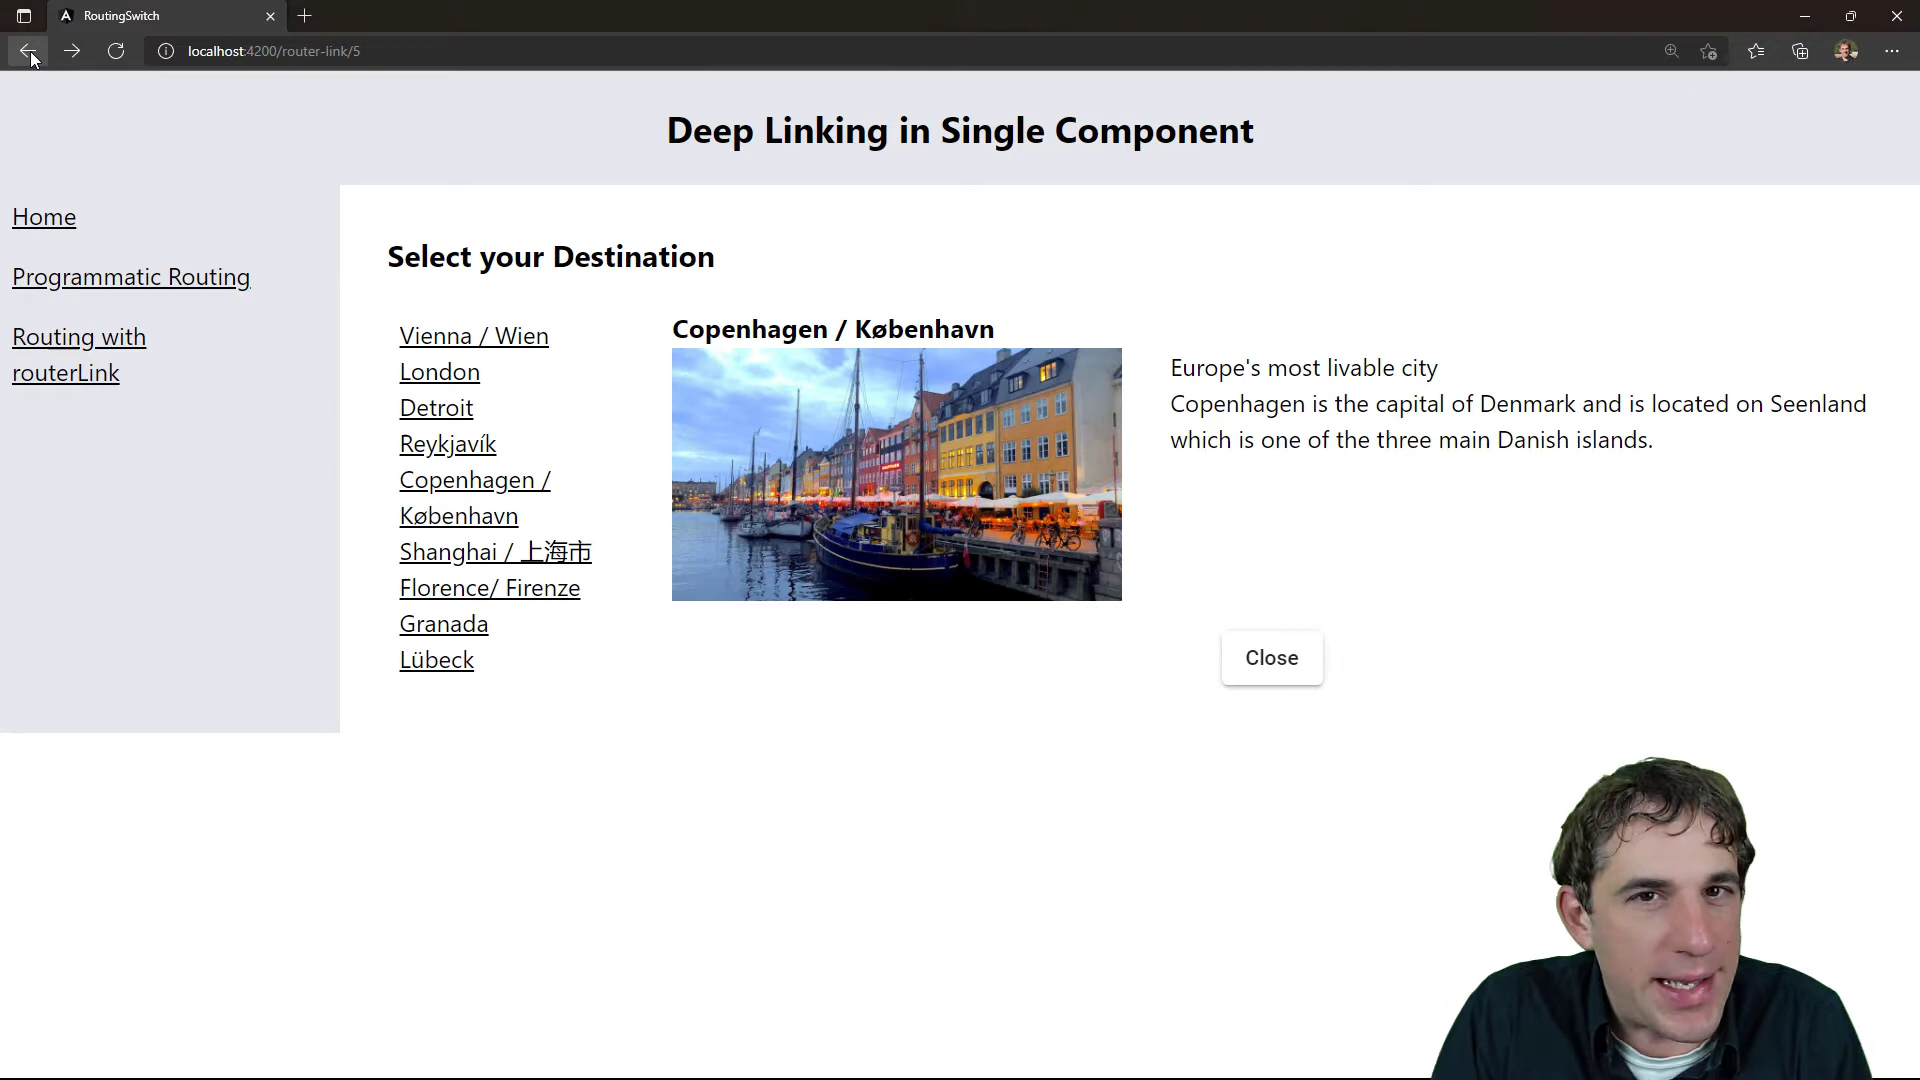 RoutingSwitch
localhost:4200/router-link/5
Deep Linking in Single Component
Home
Programmatic Routing
Routing with
routerLink
Select your Destination
Vienna / Wien
London
Detroit
Reykjavík
Copenhagen /
København
Shanghai / 上海市
Florence/ Firenze
Granada
Lübeck
Copenhagen / København
Europe's most livable city
Copenhagen is the capital of Denmark and is located on Seenland
which is one of the three main Danish islands.
Close